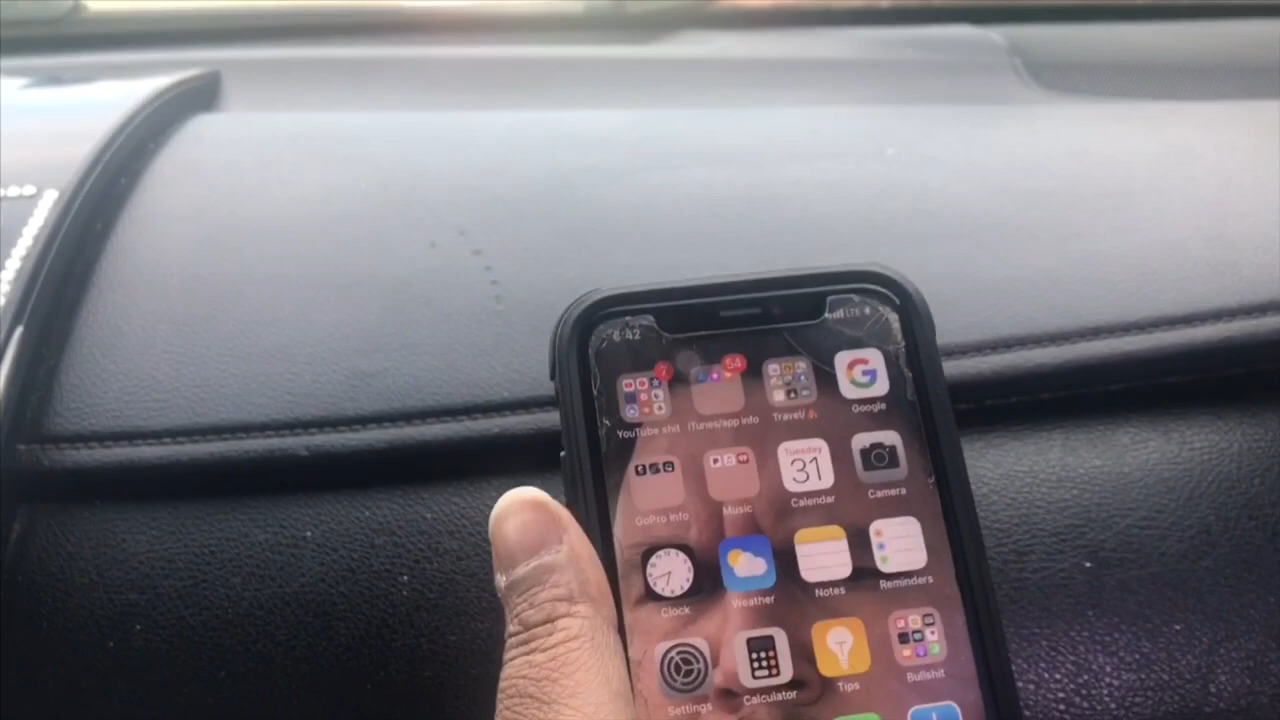 6:42
LTE
7
54
YouTube shit
iTunes/app info
Travel/🔥
Google
GoPro info
Music
Tuesday
31
Calendar
Camera
Clock
Weather
Notes
Reminders
Settings
Calculator
Tips
Bullshit